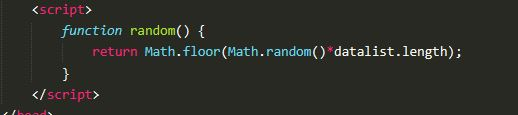 <script>
function random() {
return Math.floor(Math.random()*datalist.length);
}
</script>
</head>